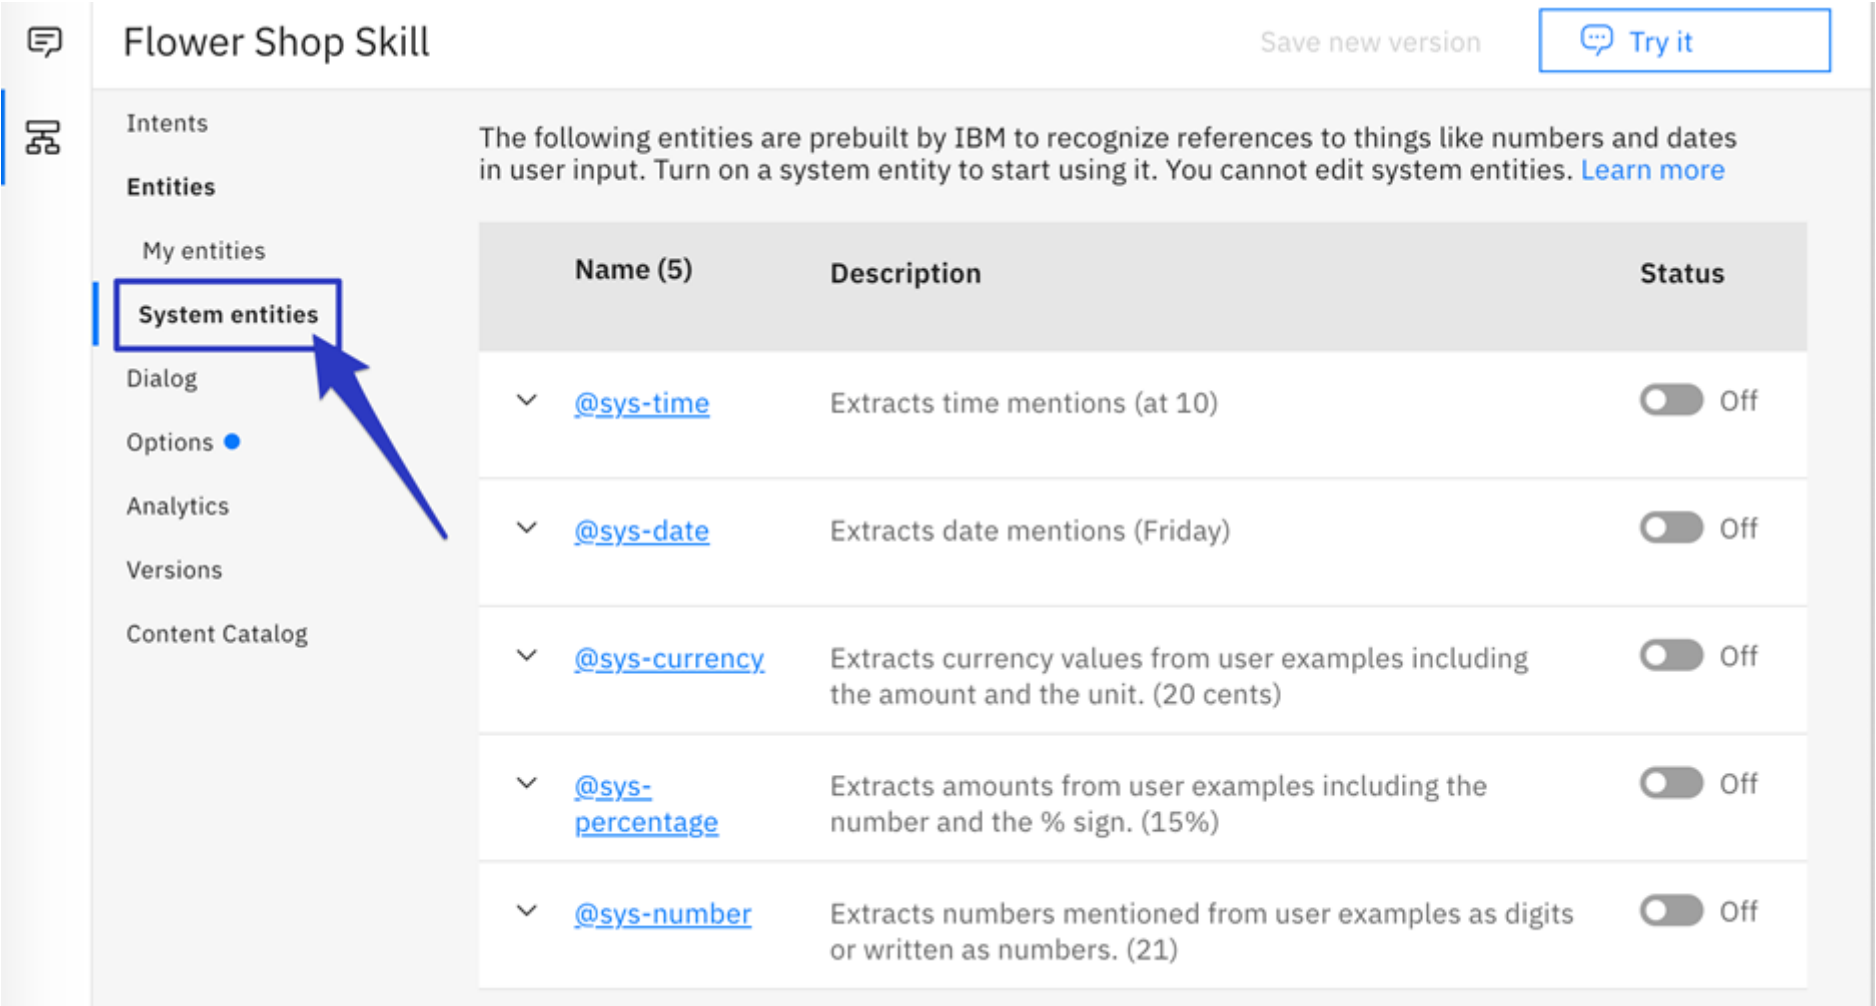 Flower Shop Skill
Save new version
Try it
Intents
Entities
My entities
System entities
Dialog
Options
Analytics
Versions
Content Catalog
The following entities are prebuilt by IBM to recognize references to things like numbers and dates
in user input. Turn on a system entity to start using it. You cannot edit system entities. Learn more
Name (5) Description Status
@sys-time Extracts time mentions (at 10) Off
@sys-date Extracts date mentions (Friday) Off
@sys-currency Extracts currency values from user examples including Off
the amount and the unit. (20 cents)
@sys- Extracts amounts from user examples including the Off
percentage number and the % sign. (15%)
@sys-number Extracts numbers mentioned from user examples as digits Off
or written as numbers. (21)